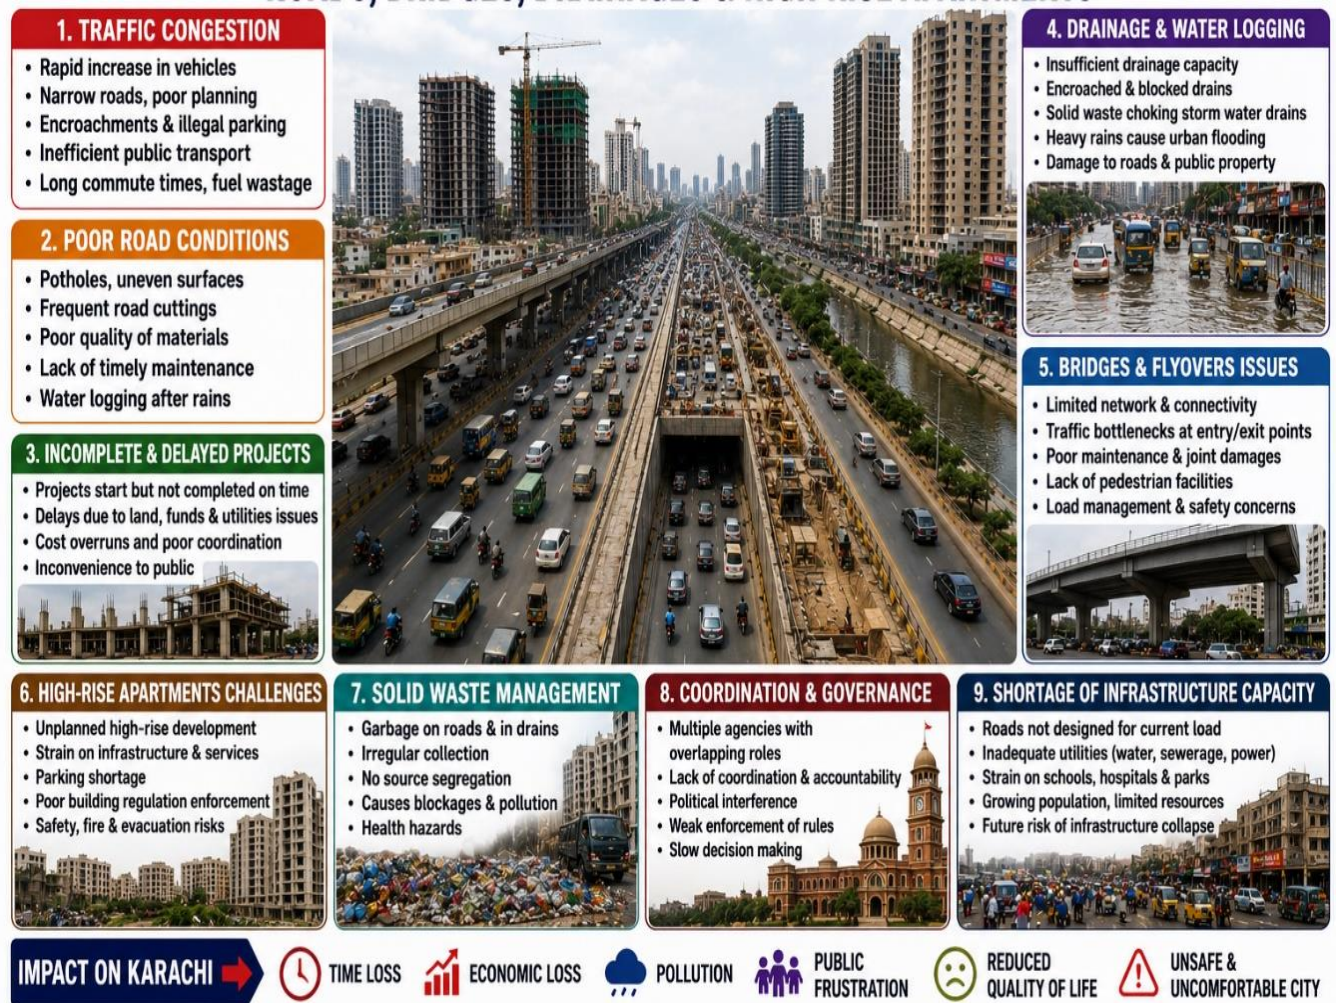 1. TRAFFIC CONGESTION
• Rapid increase in vehicles
• Narrow roads, poor planning
• Encroachments & illegal parking
• Inefficient public transport
• Long commute times, fuel wastage
2. POOR ROAD CONDITIONS
• Potholes, uneven surfaces
• Frequent road cuttings
• Poor quality of materials
• Lack of timely maintenance
• Water logging after rains
3. INCOMPLETE & DELAYED PROJECTS
• Projects start but not completed on time
• Delays due to land, funds & utilities issues
• Cost overruns and poor coordination
• Inconvenience to public
4. DRAINAGE & WATER LOGGING
• Insufficient drainage capacity
• Encroached & blocked drains
• Solid waste choking storm water drains
• Heavy rains cause urban flooding
• Damage to roads & public property
5. BRIDGES & FLYOVERS ISSUES
• Limited network & connectivity
• Traffic bottlenecks at entry/exit points
• Poor maintenance & joint damages
• Lack of pedestrian facilities
• Load management & safety concerns
6. HIGH-RISE APARTMENTS CHALLENGES
• Unplanned high-rise development
• Strain on infrastructure & services
• Parking shortage
• Poor building regulation enforcement
• Safety, fire & evacuation risks
7. SOLID WASTE MANAGEMENT
• Garbage on roads & in drains
• Irregular collection
• No source segregation
• Causes blockages & pollution
• Health hazards
8. COORDINATION & GOVERNANCE
• Multiple agencies with
overlapping roles
• Lack of coordination & accountability
• Political interference
• Weak enforcement of rules
• Slow decision making
9. SHORTAGE OF INFRASTRUCTURE CAPACITY
• Roads not designed for current load
• Inadequate utilities (water, sewerage, power)
• Strain on schools, hospitals & parks
• Growing population, limited resources
• Future risk of infrastructure collapse
IMPACT ON KARACHI
TIME LOSS
ECONOMIC LOSS
POLLUTION
PUBLIC
FRUSTRATION
REDUCED
QUALITY OF LIFE
UNSAFE &
UNCOMFORTABLE CITY